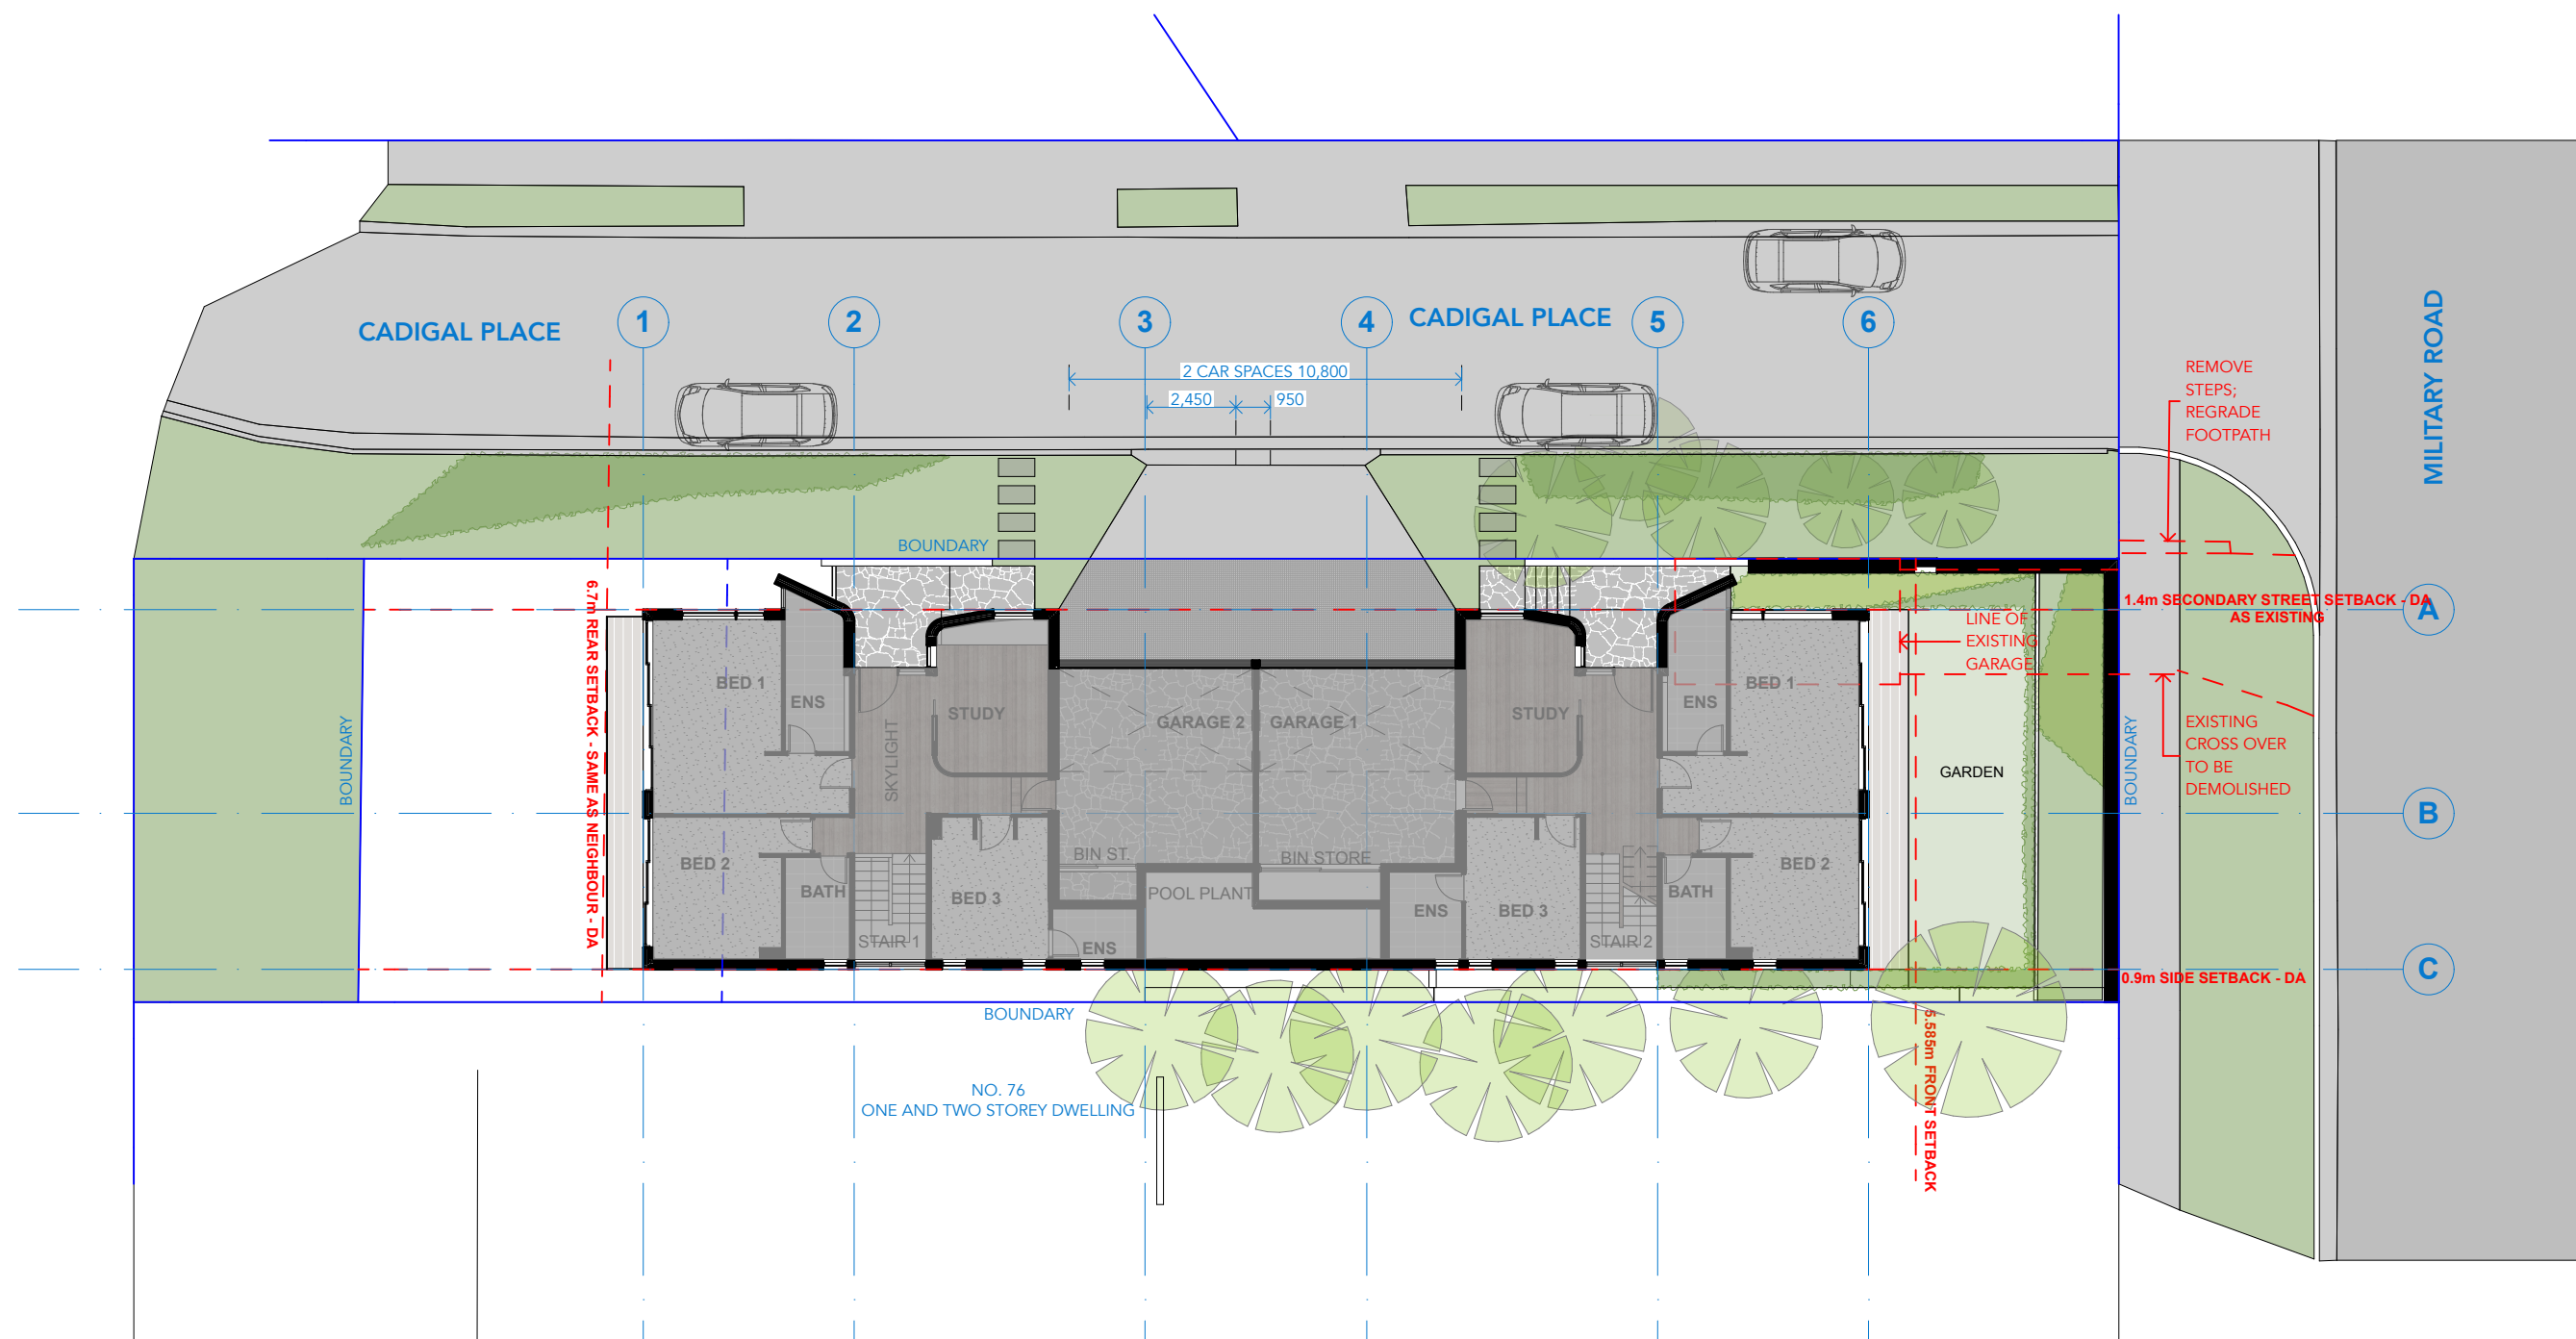 CADIGAL PLACE
1
2
3
4
CADIGAL PLACE
5
6
MILITARY ROAD
2 CAR SPACES 10,800
2,450
950
REMOVE
STEPS;
REGRADE
FOOTPATH
BOUNDARY
6.7m REAR SETBACK - SAME AS NEIGHBOUR - DA
1.4m SECONDARY STREET SETBACK - DA
AS EXISTING
A
LINE OF
EXISTING
GARAGE
BED 1
ENS
SKYLIGHT
STUDY
GARAGE 2
GARAGE 1
STUDY
ENS
BED 1
BOUNDARY
BOUNDARY
EXISTING
CROSS OVER
TO BE
DEMOLISHED
GARDEN
B
BED 2
BATH
BED 3
BIN ST.
BIN STORE
POOL PLANT
ENS
BED 3
BATH
BED 2
STAIR 1
ENS
STAIR 2
C
0.9m SIDE SETBACK - DA
BOUNDARY
5.585m FRONT SETBACK
NO. 76
ONE AND TWO STOREY DWELLING